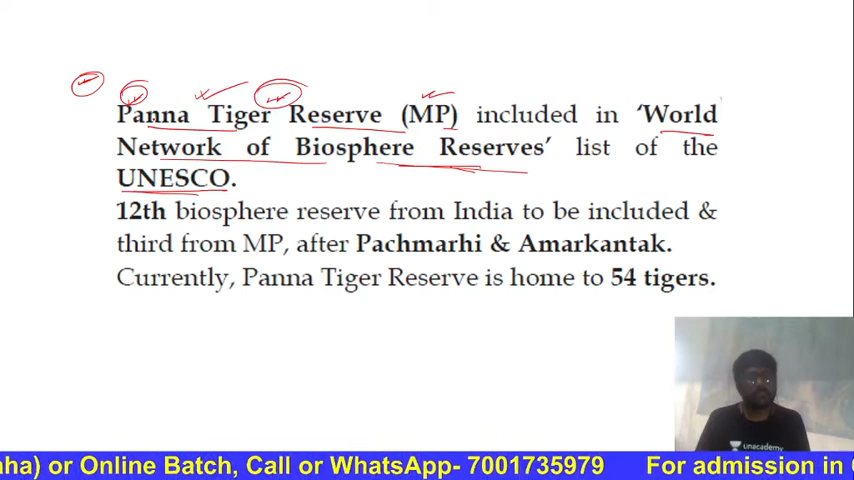 Panna Tiger Reserve (MP) included in ‘World
Network of Biosphere Reserves’ list of the
UNESCO.
12th biosphere reserve from India to be included &
third from MP, after Pachmarhi & Amarkantak.
Currently, Panna Tiger Reserve is home to 54 tigers.
unacademy
aha) or Online Batch, Call or WhatsApp- 7001735979 For admission in